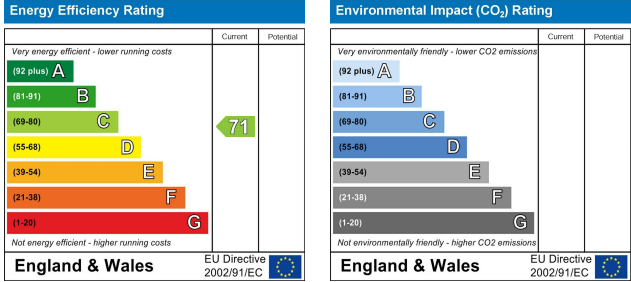 Energy Efficiency Rating
Current Potential
Very energy efficient - lower running costs
(92 plus) A
(81-91) B
(69-80) C
71
(55-68) D
(39-54) E
(21-38) F
(1-20) G
Not energy efficient - higher running costs
England & Wales
EU Directive
2002/91/EC
Environmental Impact (CO₂) Rating
Current Potential
Very environmentally friendly - lower CO2 emissions
(92 plus) A
(81-91) B
(69-80) C
(55-68) D
(39-54) E
(21-38) F
(1-20) G
Not environmentally friendly - higher CO2 emissions
England & Wales
EU Directive
2002/91/EC